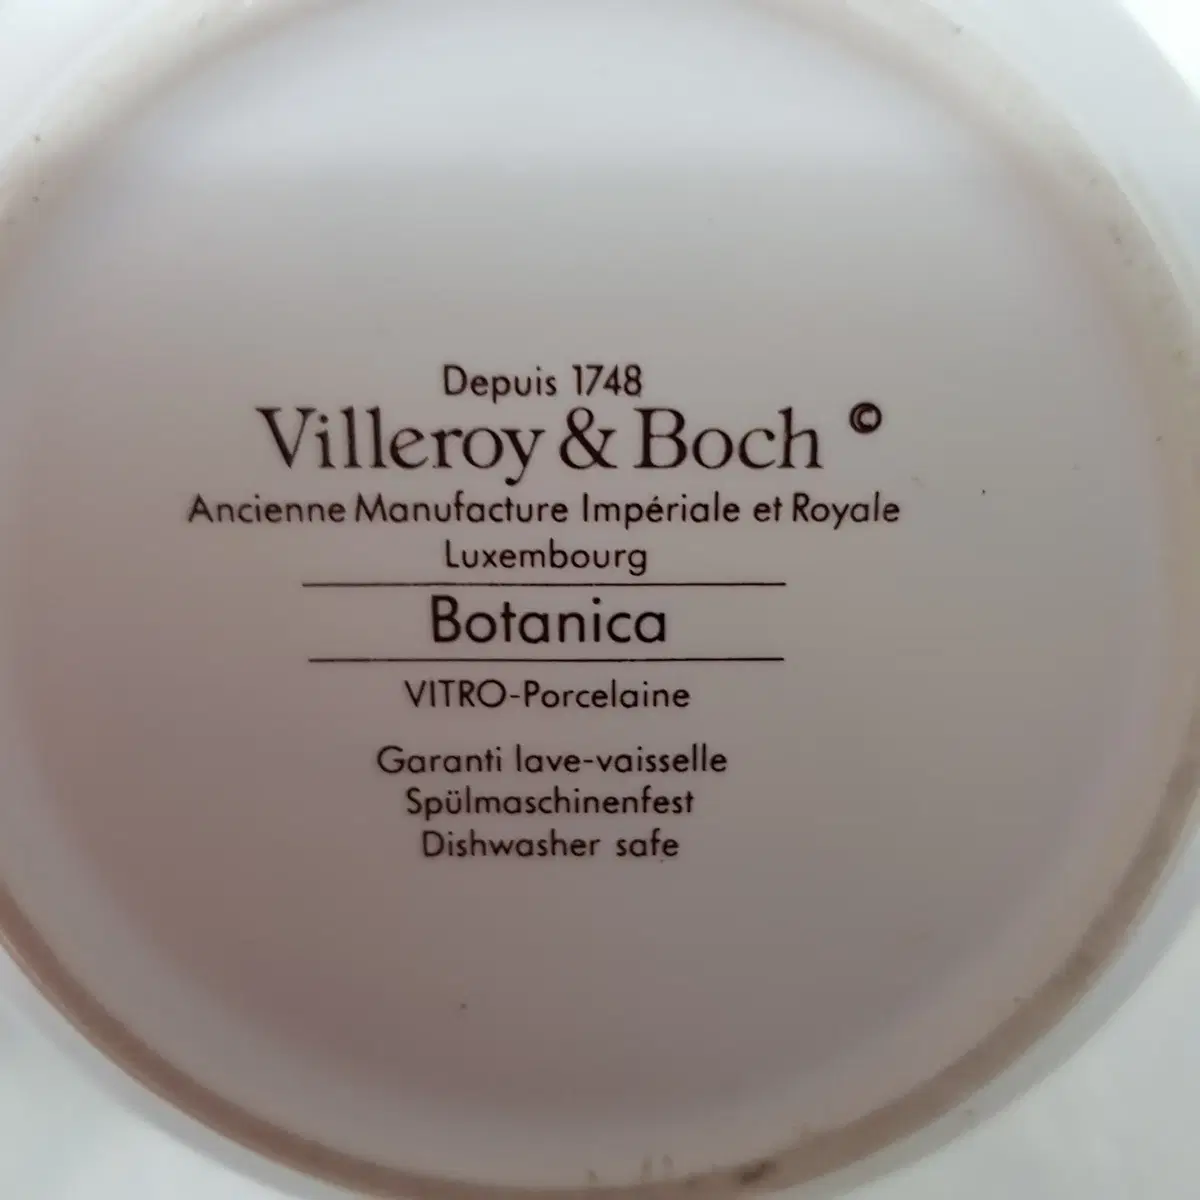 Depuis 1748
Villeroy & Boch ©
Ancienne Manufacture Impériale et Royale
Luxembourg
Botanica
VITRO-Porcelaine
Garanti lave-vaisselle
Spülmaschinenfest
Dishwasher safe